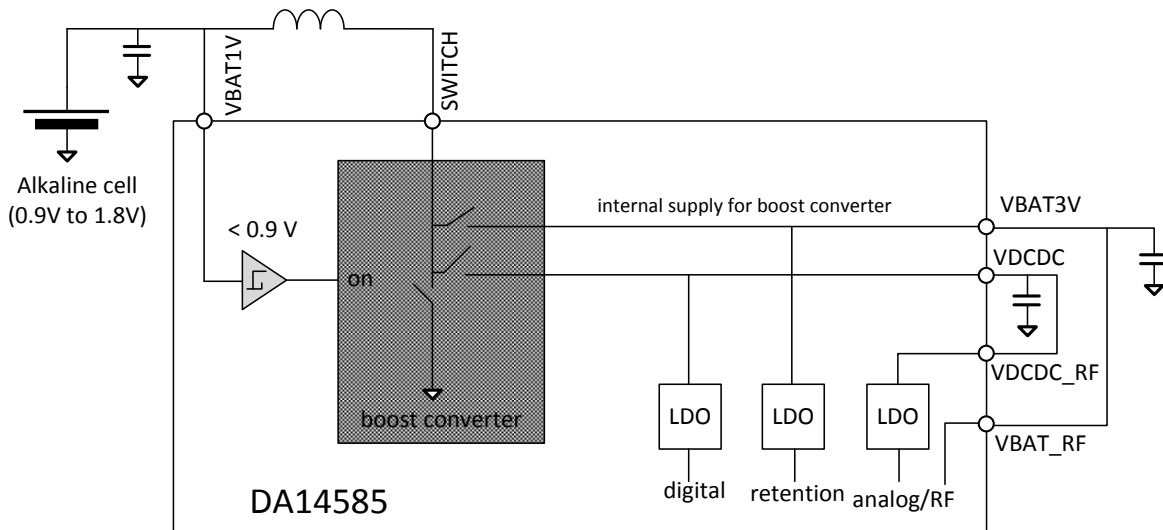 VBAT1V
SWITCH
Alkaline cell
(0.9V to 1.8V)
< 0.9 V
on
boost converter
internal supply for boost converter
VBAT3V
VDCDC
VDCDC_RF
VBAT_RF
LDO
LDO
LDO
digital
retention
analog/RF
DA14585